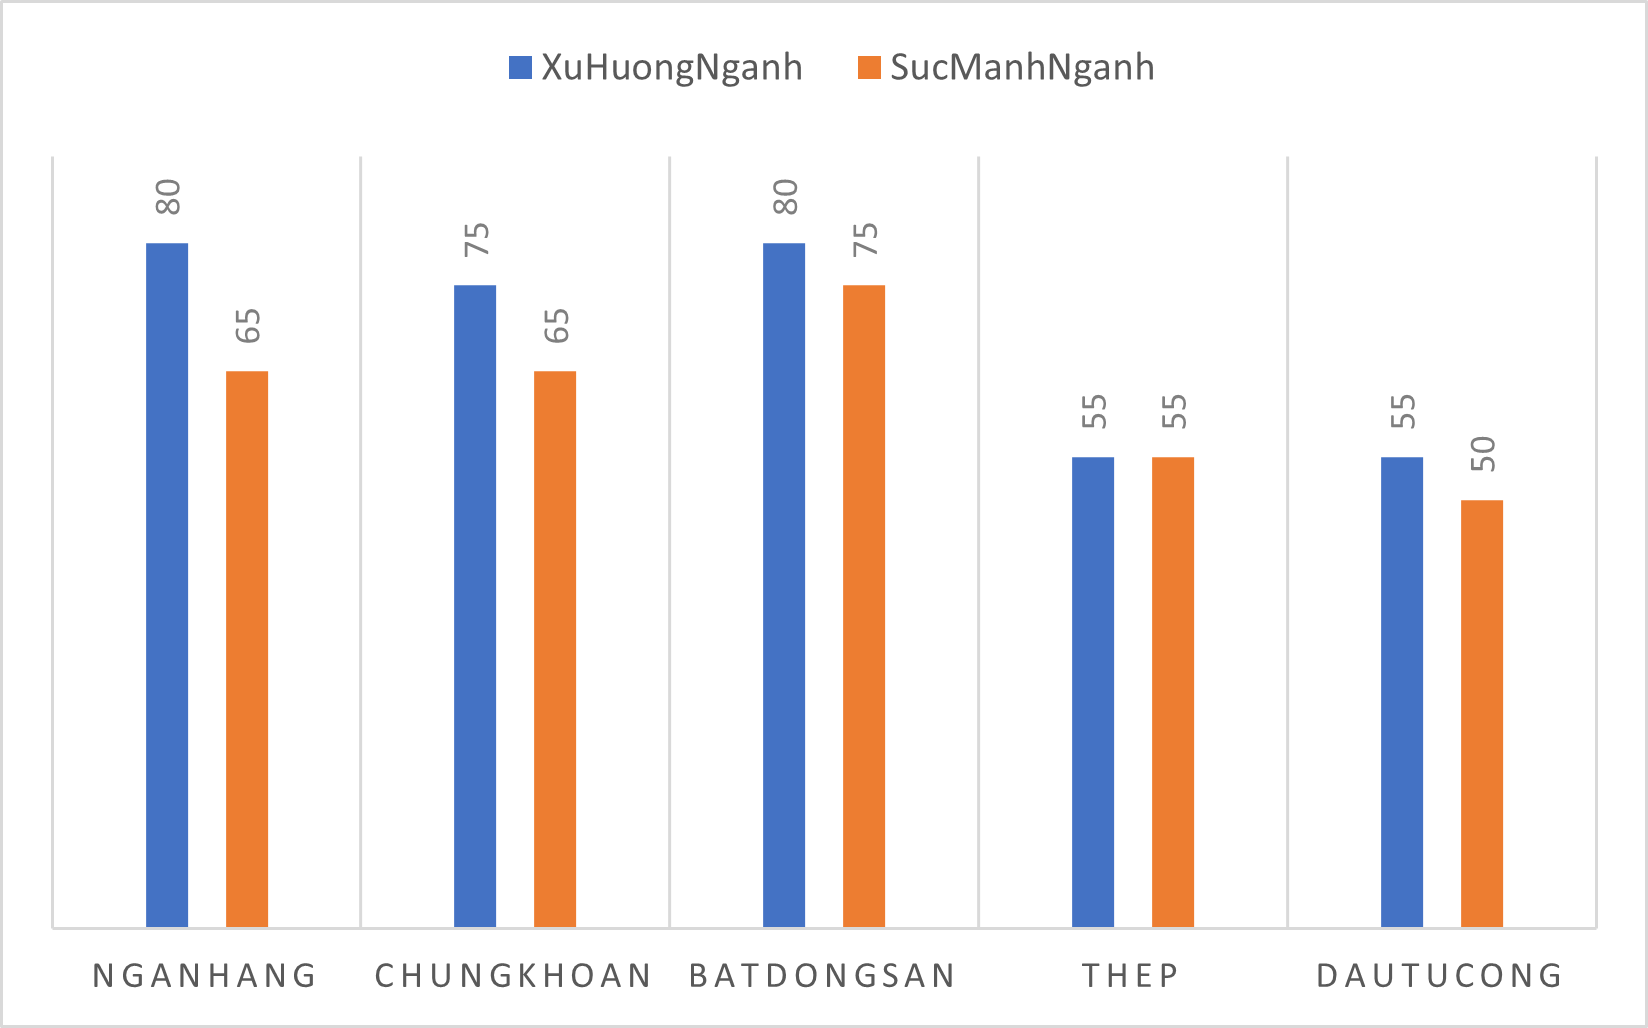 XuHuongNganh SucManhNganh
80 65 75 65 80 75 55 55 55 50
NGANHANG CHUNGKHOAN BATDONGSAN THEP DAUTUCONG